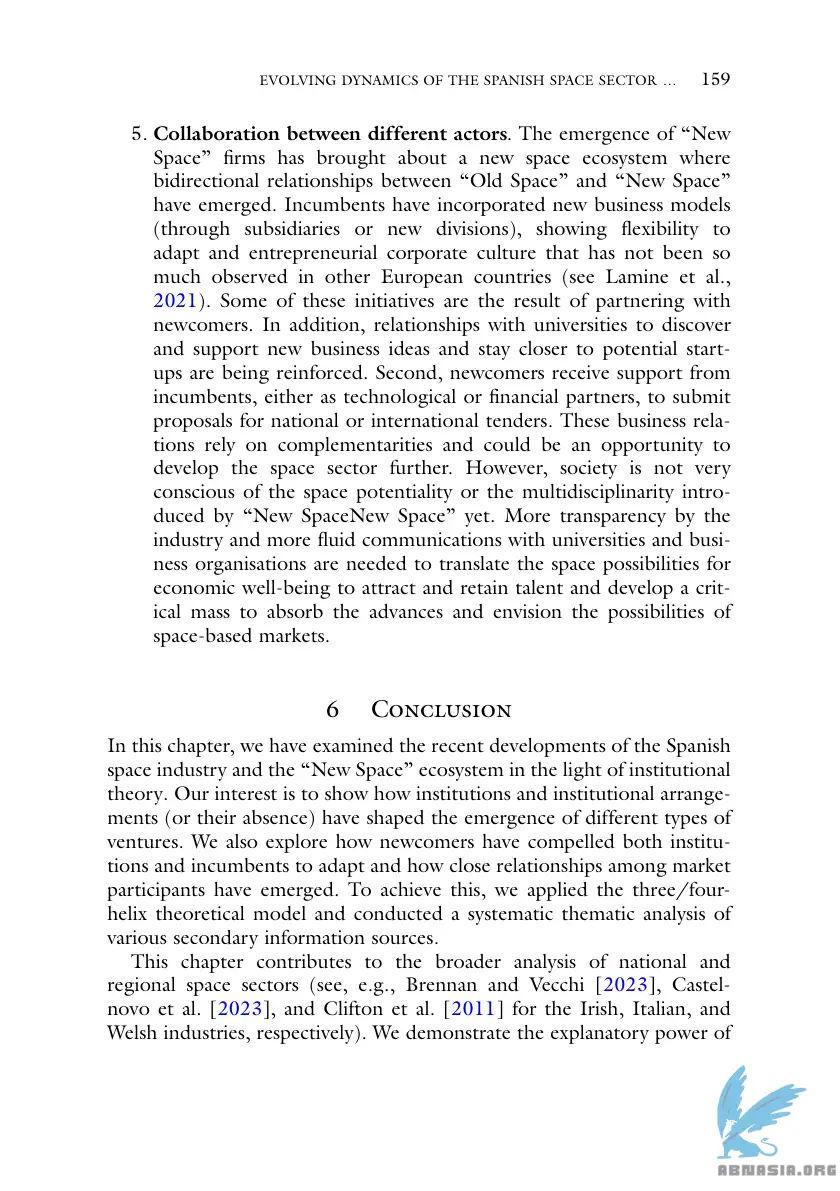 EVOLVING DYNAMICS OF THE SPANISH SPACE SECTOR … 159
5. Collaboration between different actors. The emergence of “New
Space” firms has brought about a new space ecosystem where
bidirectional relationships between “Old Space” and “New Space”
have emerged. Incumbents have incorporated new business models
(through subsidiaries or new divisions), showing flexibility to
adapt and entrepreneurial corporate culture that has not been so
much observed in other European countries (see Lamine et al.,
2021). Some of these initiatives are the result of partnering with
newcomers. In addition, relationships with universities to discover
and support new business ideas and stay closer to potential start-
ups are being reinforced. Second, newcomers receive support from
incumbents, either as technological or financial partners, to submit
proposals for national or international tenders. These business rela-
tions rely on complementarities and could be an opportunity to
develop the space sector further. However, society is not very
conscious of the space potentiality or the multidisciplinarity intro-
duced by “New SpaceNew Space” yet. More transparency by the
industry and more fluid communications with universities and busi-
ness organisations are needed to translate the space possibilities for
economic well-being to attract and retain talent and develop a crit-
ical mass to absorb the advances and envision the possibilities of
space-based markets.
6 Conclusion
In this chapter, we have examined the recent developments of the Spanish
space industry and the “New Space” ecosystem in the light of institutional
theory. Our interest is to show how institutions and institutional arrange-
ments (or their absence) have shaped the emergence of different types of
ventures. We also explore how newcomers have compelled both institu-
tions and incumbents to adapt and how close relationships among market
participants have emerged. To achieve this, we applied the three/four-
helix theoretical model and conducted a systematic thematic analysis of
various secondary information sources.
This chapter contributes to the broader analysis of national and
regional space sectors (see, e.g., Brennan and Vecchi [2023], Castel-
novo et al. [2023], and Clifton et al. [2011] for the Irish, Italian, and
Welsh industries, respectively). We demonstrate the explanatory power of
ABNASIA.ORG